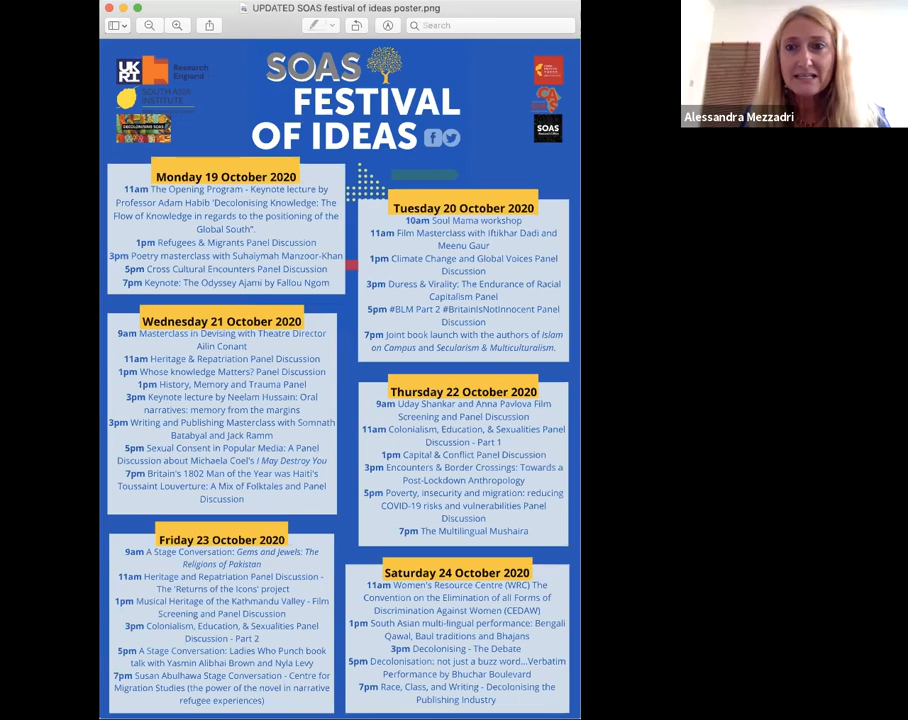 UPDATED SOAS festival of ideas poster.png
Search
UK
RI
Research
England
SOUTH ASIA
INSTITUTE
DECOLONISING SOAS
SOAS
FESTIVAL
OF IDEAS
SOAS
Monday 19 October 2020
11am The Opening Program - Keynote lecture by
Professor Adam Habib 'Decolonising Knowledge: The
Flow of Knowledge in regards to the positioning of the
Global South".
1pm Refugees & Migrants Panel Discussion
3pm Poetry masterclass with Suhaiymah Manzoor-Khan
5pm Cross Cultural Encounters Panel Discussion
7pm Keynote: The Odyssey Ajami by Fallou Ngom
Tuesday 20 October 2020
10am Soul Mama workshop
11am Film Masterclass with Iftikhar Dadi and
Meenu Gaur
1pm Climate Change and Global Voices Panel
Discussion
3pm Duress & Virality: The Endurance of Racial
Capitalism Panel
5pm #BLM Part 2 #BritainIsNotInnocent Panel
Discussion
7pm Joint book launch with the authors of Islam
on Campus and Secularism & Multiculturalism.
Wednesday 21 October 2020
9am Masterclass in Devising with Theatre Director
Ailin Conant
11am Heritage & Repatriation Panel Discussion
1pm Whose knowledge Matters? Panel Discussion
1pm History, Memory and Trauma Panel
3pm Keynote lecture by Neelam Hussain: Oral
narratives: memory from the margins
3pm Writing and Publishing Masterclass with Somnath
Batabyal and Jack Ramm
5pm Sexual Consent in Popular Media: A Panel
Discussion about Michaela Coel's I May Destroy You
7pm Britain's 1802 Man of the Year was Haiti's
Toussaint Louverture: A Mix of Folktales and Panel
Discussion
Thursday 22 October 2020
9am Uday Shankar and Anna Pavlova Film
Screening and Panel Discussion
11am Colonialism, Education, & Sexualities Panel
Discussion - Part 1
1pm Capital & Conflict Panel Discussion
3pm Encounters & Border Crossings: Towards a
Post-Lockdown Anthropology
5pm Poverty, insecurity and migration: reducing
COVID-19 risks and vulnerabilities Panel
Discussion
7pm The Multilingual Mushaira
Friday 23 October 2020
9am A Stage Conversation: Gems and Jewels: The
Religions of Pakistan
11am Heritage and Repatriation Panel Discussion -
The 'Returns of the Icons' project
1pm Musical Heritage of the Kathmandu Valley - Film
Screening and Panel Discussion
3pm Colonialism, Education, & Sexualities Panel
Discussion - Part 2
5pm A Stage Conversation: Ladies Who Punch book
talk with Yasmin Alibhai Brown and Nyla Levy
7pm Susan Abulhawa Stage Conversation - Centre for
Migration Studies (the power of the novel in narrative
refugee experiences)
Saturday 24 October 2020
11am Women's Resource Centre (WRC) The
Convention on the Elimination of all Forms of
Discrimination Against Women (CEDAW)
1pm South Asian multi-lingual performance: Bengali
Qawal, Baul traditions and Bhajans
3pm Decolonising - The Debate
5pm Decolonisation: not just a buzz word...Verbatim
Performance by Bhuchar Boulevard
7pm Race, Class, and Writing - Decolonising the
Publishing Industry
Alessandra Mezzadri